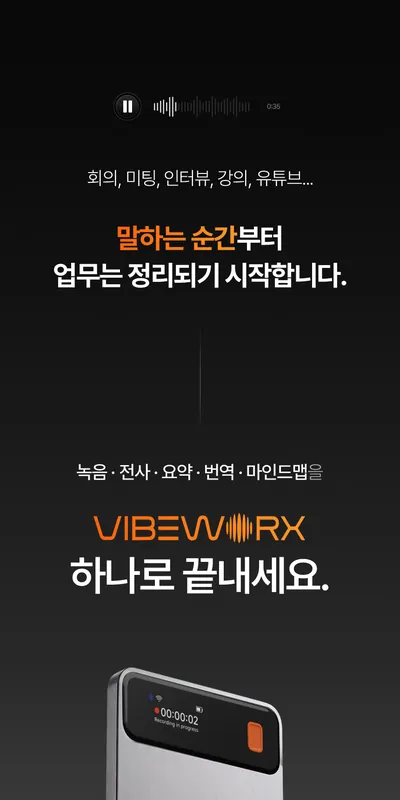 0:35
회의, 미팅, 인터뷰, 강의, 유튜브...
말하는 순간부터
업무는 정리되기 시작합니다.
녹음 · 전사 · 요약 · 번역 · 마인드맵을
VIBEWORX
하나로 끝내세요.
00:00:02
Recording in progress